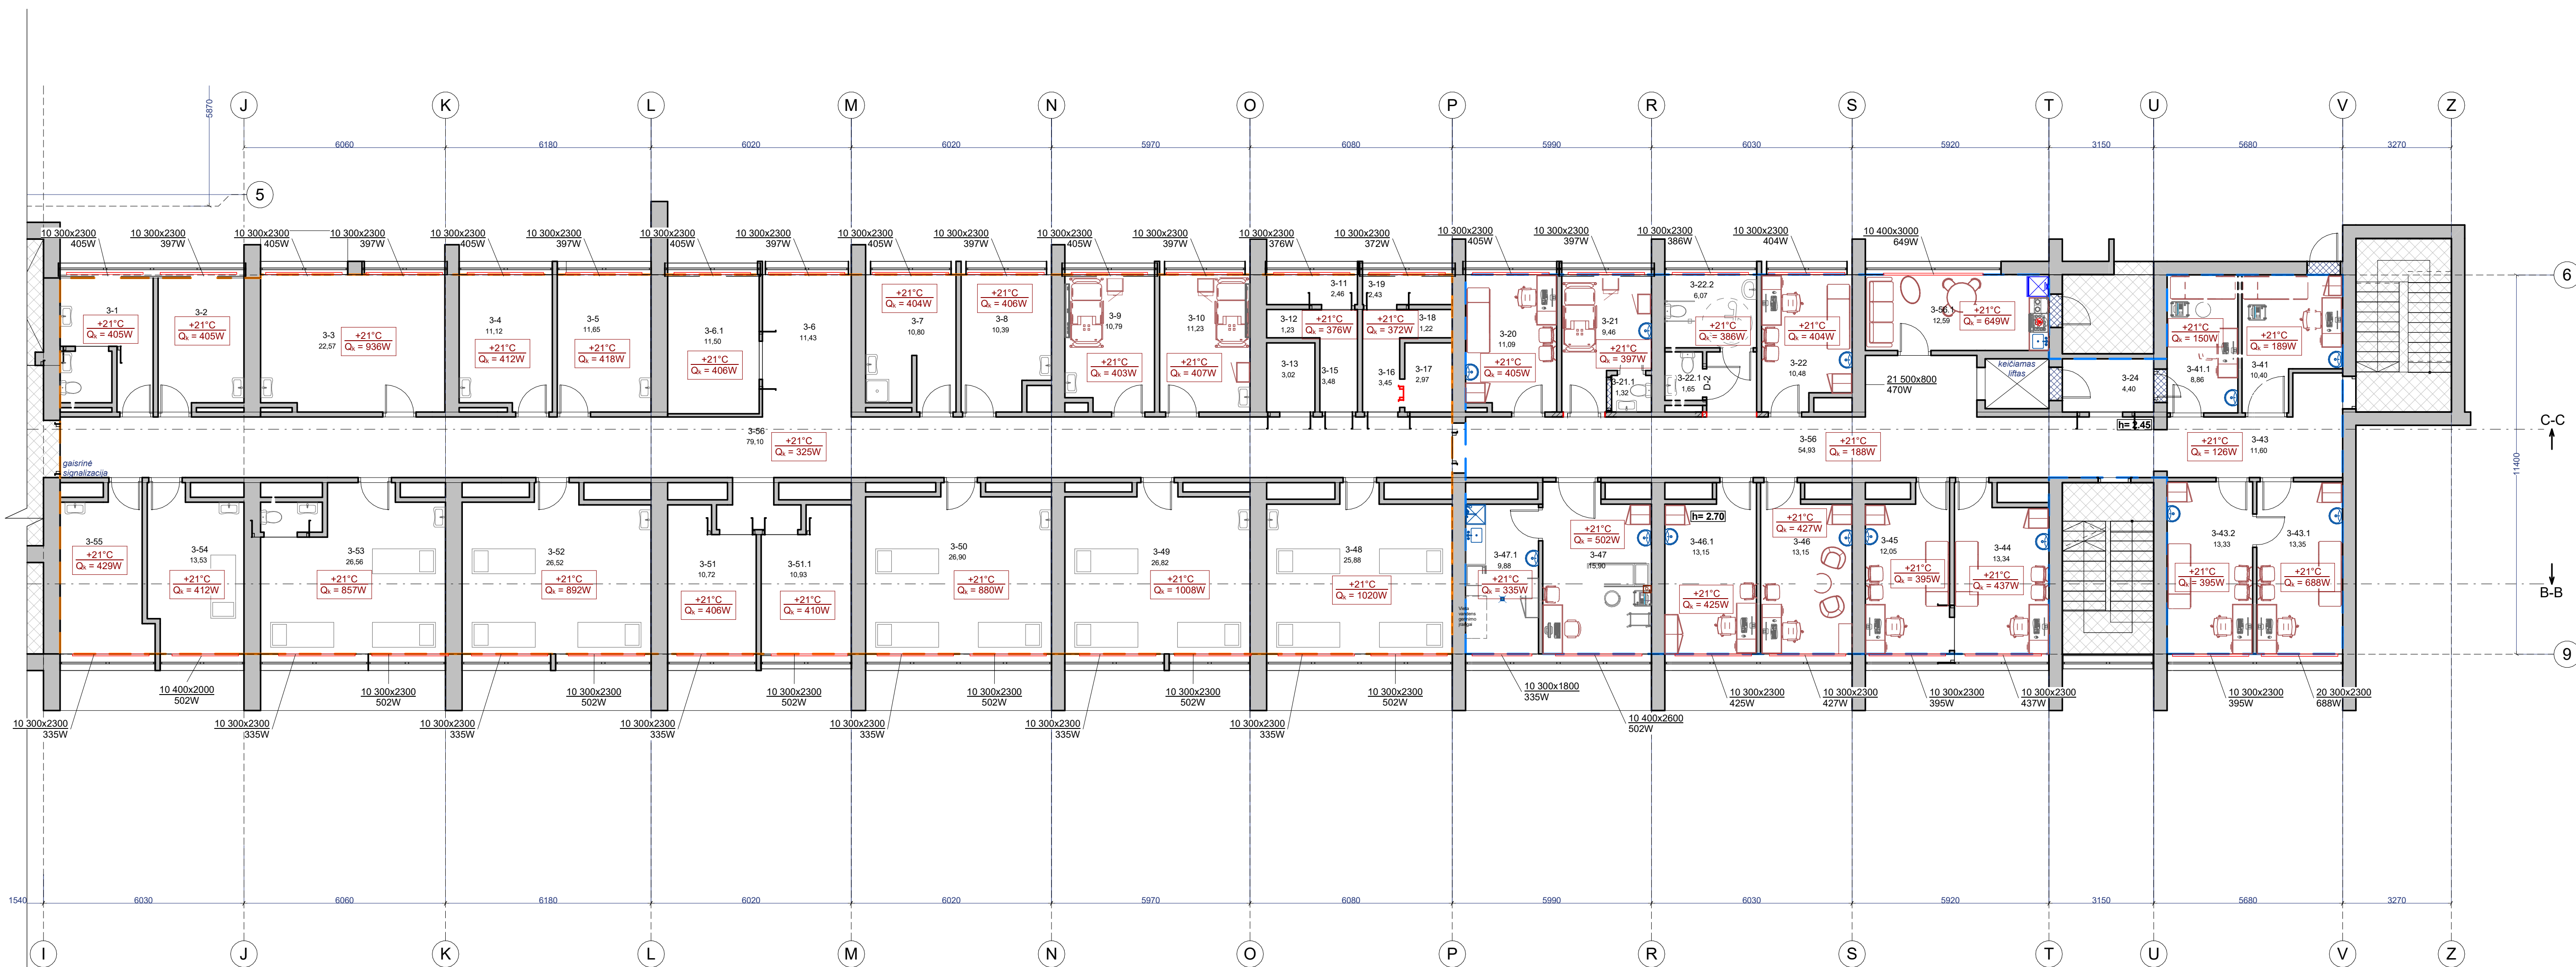 5870
J
K
L
M
N
O
P
R
S
T
U
V
Z
6060
6180
6020
6020
5970
6080
5990
6030
5920
3150
5680
3270
5
10 300x2300
405W
10 300x2300
397W
10 300x2300
405W
10 300x2300
397W
10 300x2300
405W
10 300x2300
397W
10 300x2300
405W
10 300x2300
397W
10 300x2300
405W
10 300x2300
397W
10 300x2300
405W
10 300x2300
397W
10 300x2300
376W
10 300x2300
372W
10 300x2300
405W
10 300x2300
397W
10 300x2300
386W
10 300x2300
404W
10 400x3000
649W
6
3-1
+21°C
Qk = 405W
3-2
+21°C
Qk = 405W
3-3
22,57
+21°C
Qk = 936W
3-4
11,12
+21°C
Qk = 412W
3-5
11,65
+21°C
Qk = 418W
3-6.1
11,50
+21°C
Qk = 406W
3-6
11,43
+21°C
Qk = 404W
3-7
10,80
+21°C
Qk = 406W
3-8
10,39
3-9
10,79
+21°C
Qk = 403W
3-10
11,23
+21°C
Qk = 407W
3-11
2,46
3-19
2,43
3-12
1,23
+21°C
Qk = 376W
+21°C
Qk = 372W
3-18
1,22
3-13
3,02
3-15
3,48
3-16
3,45
3-17
2,97
3-20
11,09
+21°C
Qk = 405W
3-21
9,46
+21°C
Qk = 397W
3-21.1
1,32
3-22.2
6,07
+21°C
Qk = 386W
3-22.1
1,65
D-2
+21°C
Qk = 404W
3-22
10,48
3-56.1
12,59
+21°C
Qk = 649W
21 500x800
470W
keičiamas
liftas
3-24
4,40
h= 2.45
+21°C
Qk = 150W
3-41.1
8,86
+21°C
Qk = 189W
3-41
10,40
C-C
3-56
79,10
+21°C
Qk = 325W
3-56
54,93
+21°C
Qk = 188W
+21°C
Qk = 126W
3-43
11,60
gaisrinė
signalizacija
11400
3-55
+21°C
Qk = 429W
3-54
13,53
+21°C
Qk = 412W
3-53
26,56
+21°C
Qk = 857W
3-52
26,52
+21°C
Qk = 892W
3-51
10,72
+21°C
Qk = 406W
3-51.1
10,93
+21°C
Qk = 410W
3-50
26,90
+21°C
Qk = 880W
3-49
26,82
+21°C
Qk = 1008W
3-48
25,88
+21°C
Qk = 1020W
3-47.1
9,88
+21°C
Qk = 335W
+21°C
Qk = 502W
3-47
15,90
h= 2.70
3-46.1
13,15
+21°C
Qk = 425W
+21°C
Qk = 427W
3-46
13,15
3-45
12,05
+21°C
Qk = 395W
3-44
13,34
+21°C
Qk = 437W
3-43.2
13,33
+21°C
Qk = 395W
3-43.1
13,35
+21°C
Qk = 688W
B-B
9
10 300x2300
335W
10 400x2000
502W
10 300x2300
335W
10 300x2300
502W
10 300x2300
335W
10 300x2300
502W
10 300x2300
335W
10 300x2300
502W
10 300x2300
335W
10 300x2300
502W
10 300x2300
335W
10 300x2300
502W
10 300x2300
335W
10 300x2300
502W
10 300x1800
335W
10 400x2600
502W
10 300x2300
425W
10 300x2300
427W
10 300x2300
395W
10 300x2300
437W
10 300x2300
395W
20 300x2300
688W
1540
6030
6060
6180
6020
6020
5970
6080
5990
6030
5920
3150
5680
3270
I
J
K
L
M
N
O
P
R
S
T
U
V
Z